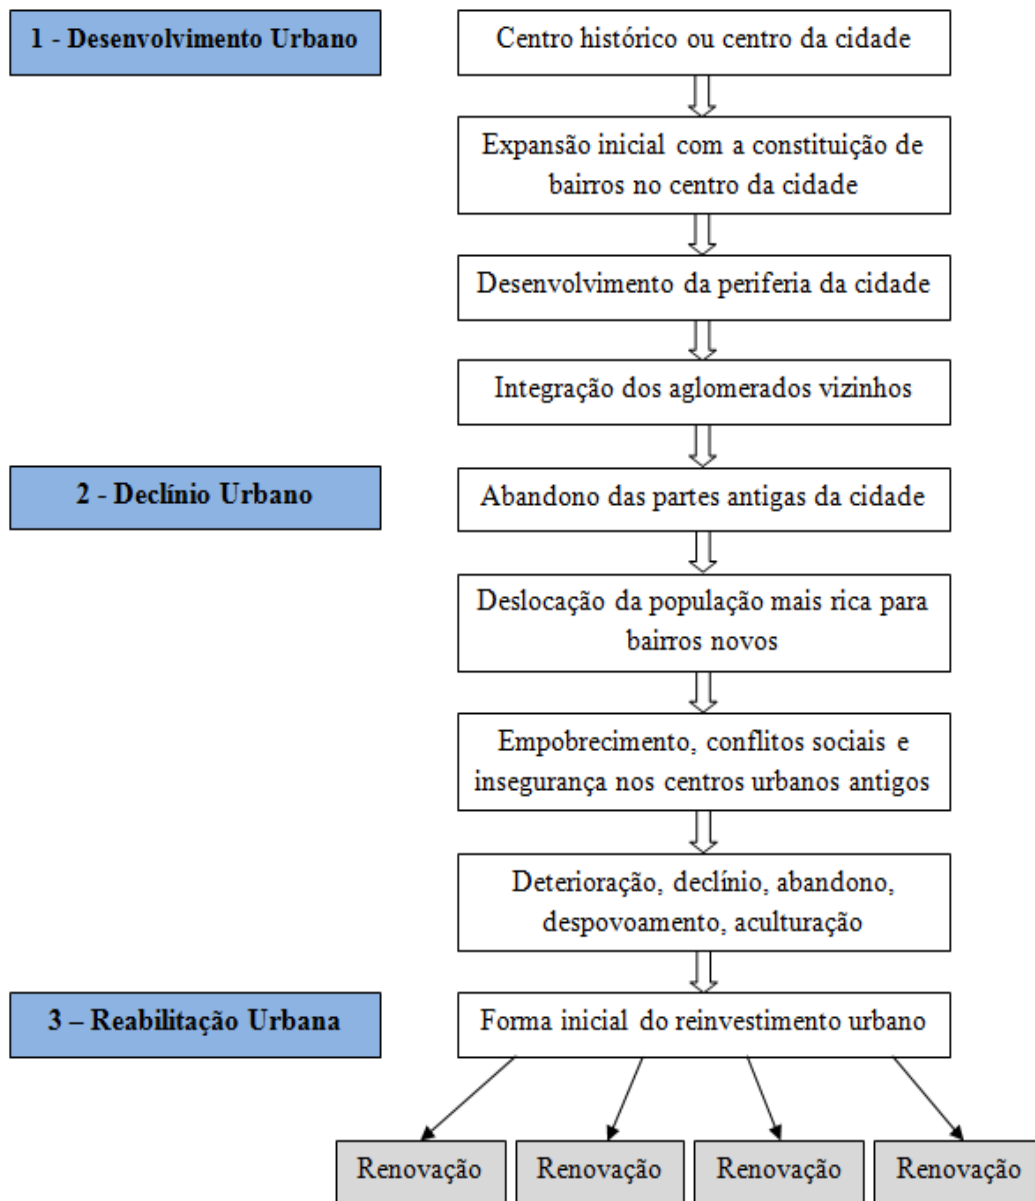 1 - Desenvolvimento Urbano
Centro histórico ou centro da cidade
Expansão inicial com a constituição de
bairros no centro da cidade
Desenvolvimento da periferia da cidade
Integração dos aglomerados vizinhos
2 - Declínio Urbano
Abandono das partes antigas da cidade
Deslocação da população mais rica para
bairros novos
Empobrecimento, conflitos sociais e
insegurança nos centros urbanos antigos
Deterioração, declínio, abandono,
despovoamento, aculturação
3 – Reabilitação Urbana
Forma inicial do reinvestimento urbano
Renovação
Renovação
Renovação
Renovação